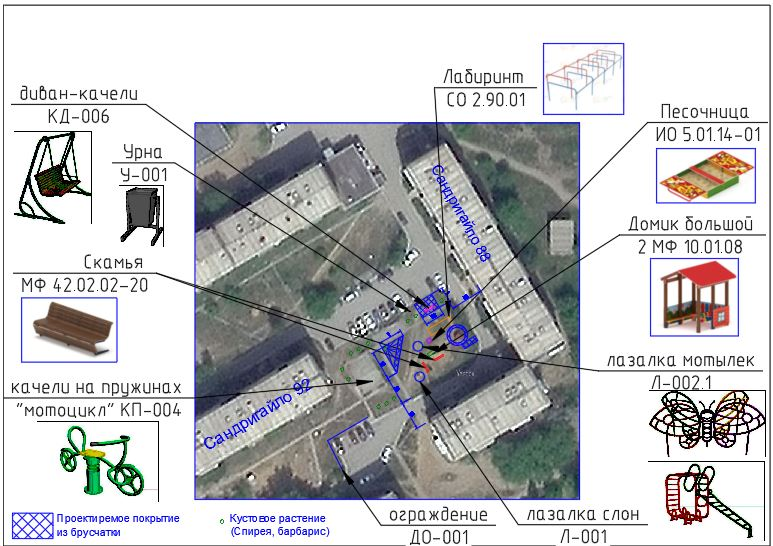 Лабиринт
СО 2.90.01
диван-качели
КД-006
Песочница
ИО 5.01.14-01
Урна
У-001
Сандригайло 88
Домик большой
2 МФ 10.01.08
Скамья
МФ 42.02.02-20
лазалка мотылек
Л-002.1
качели на пружинах
"мотоцикл" КП-004
Сандригайло 92
ограждение
ДО-001
лазалка слон
Л-001
Проектиремое покрытие
из брусчатки
Кустовое растение
(Спирея, барбарис)